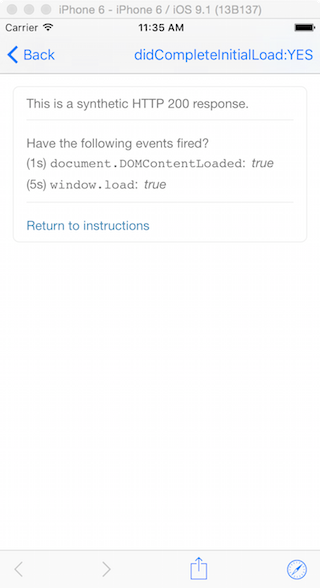 iPhone 6 - iPhone 6 / iOS 9.1 (13B137)
Carrier 11:35 AM
Back didCompleteInitialLoad:YES
This is a synthetic HTTP 200 response.
Have the following events fired?
(1s) document.DOMContentLoaded: true
(5s) window.load: true
Return to instructions